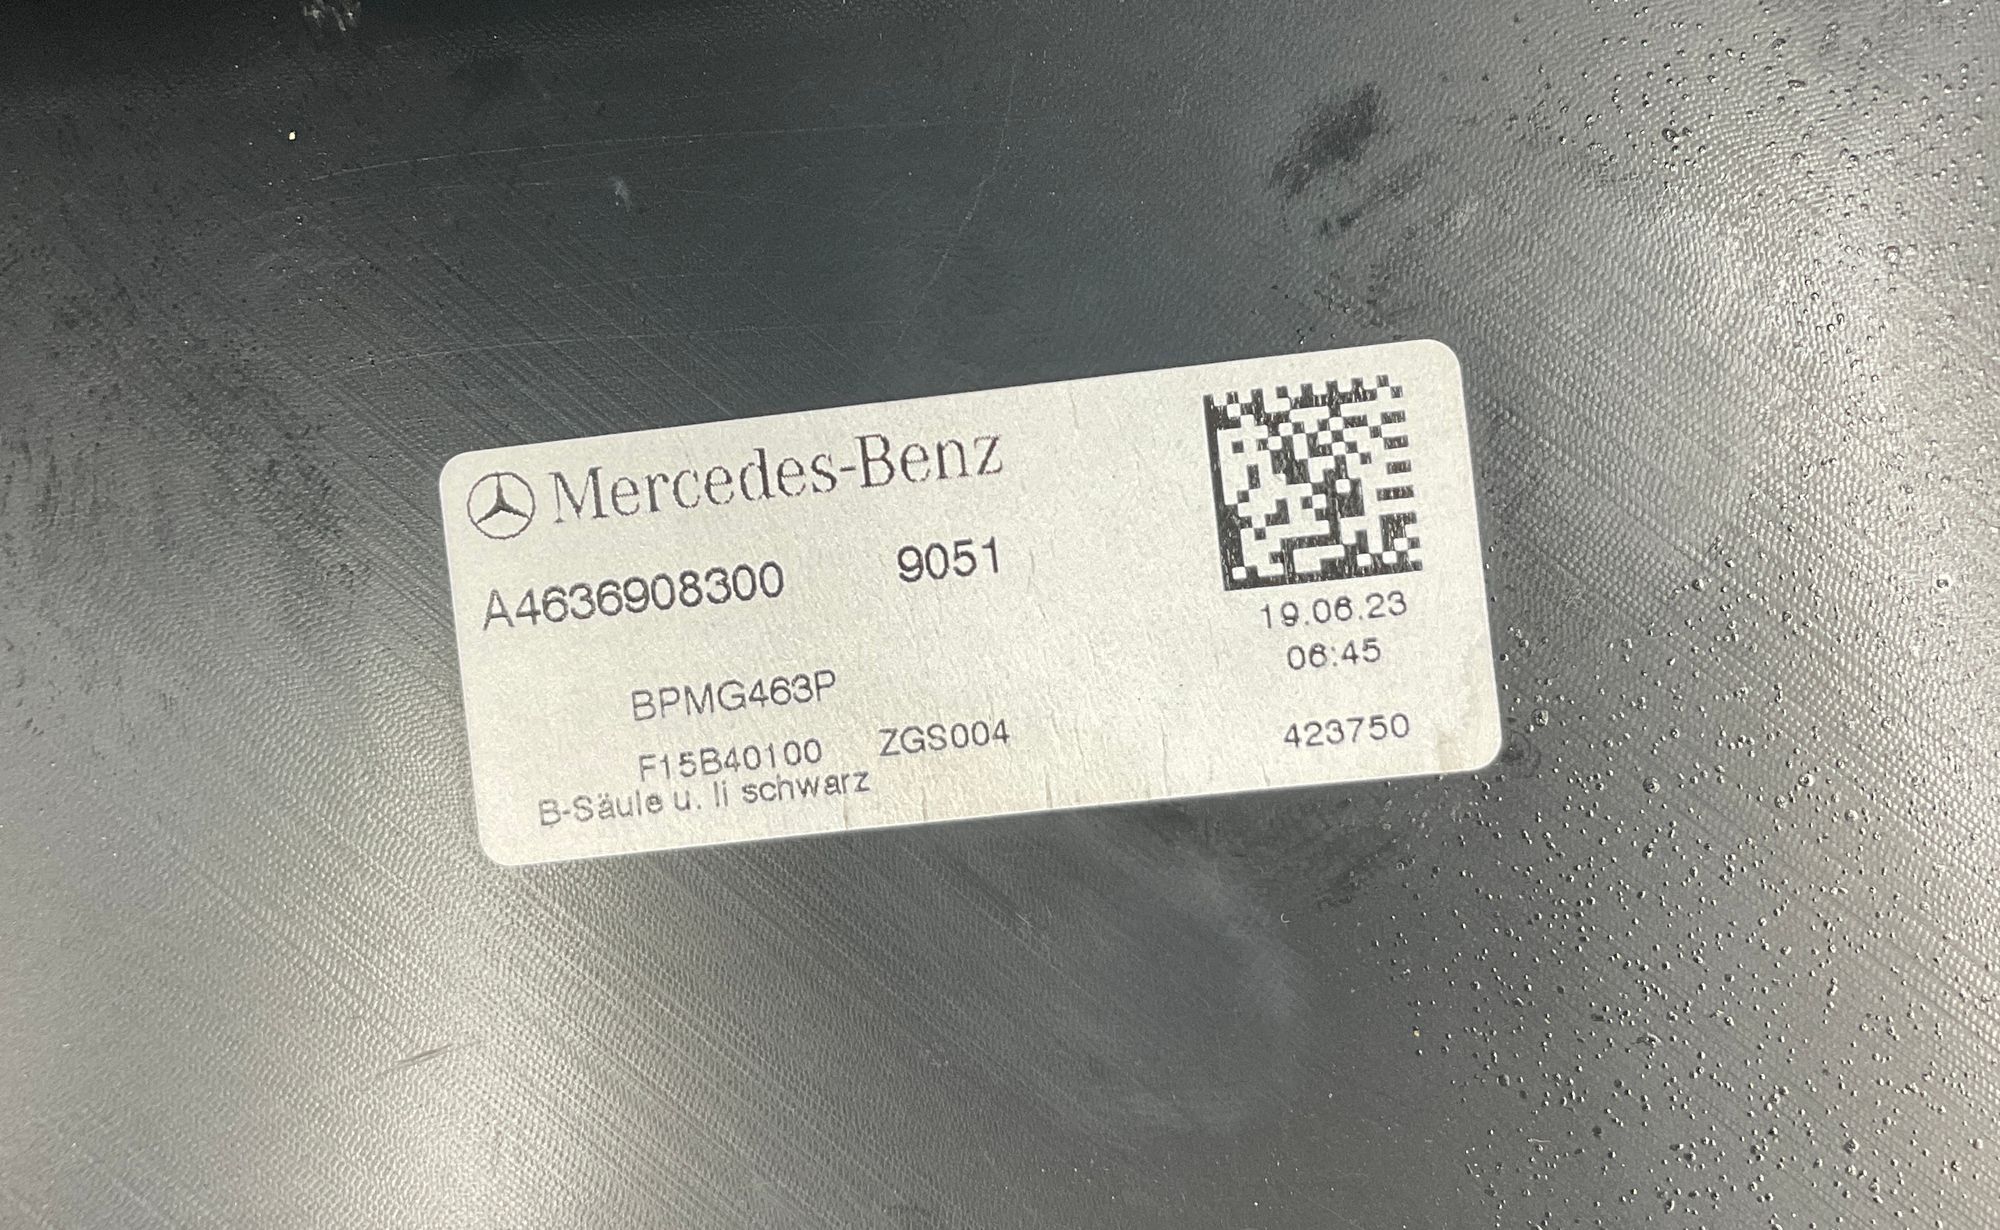 Mercedes-Benz
A4636908300 9051
19.06.23
06:45
BPMG463P
F15B40100 ZGS004 423750
B-Säule u. li schwarz